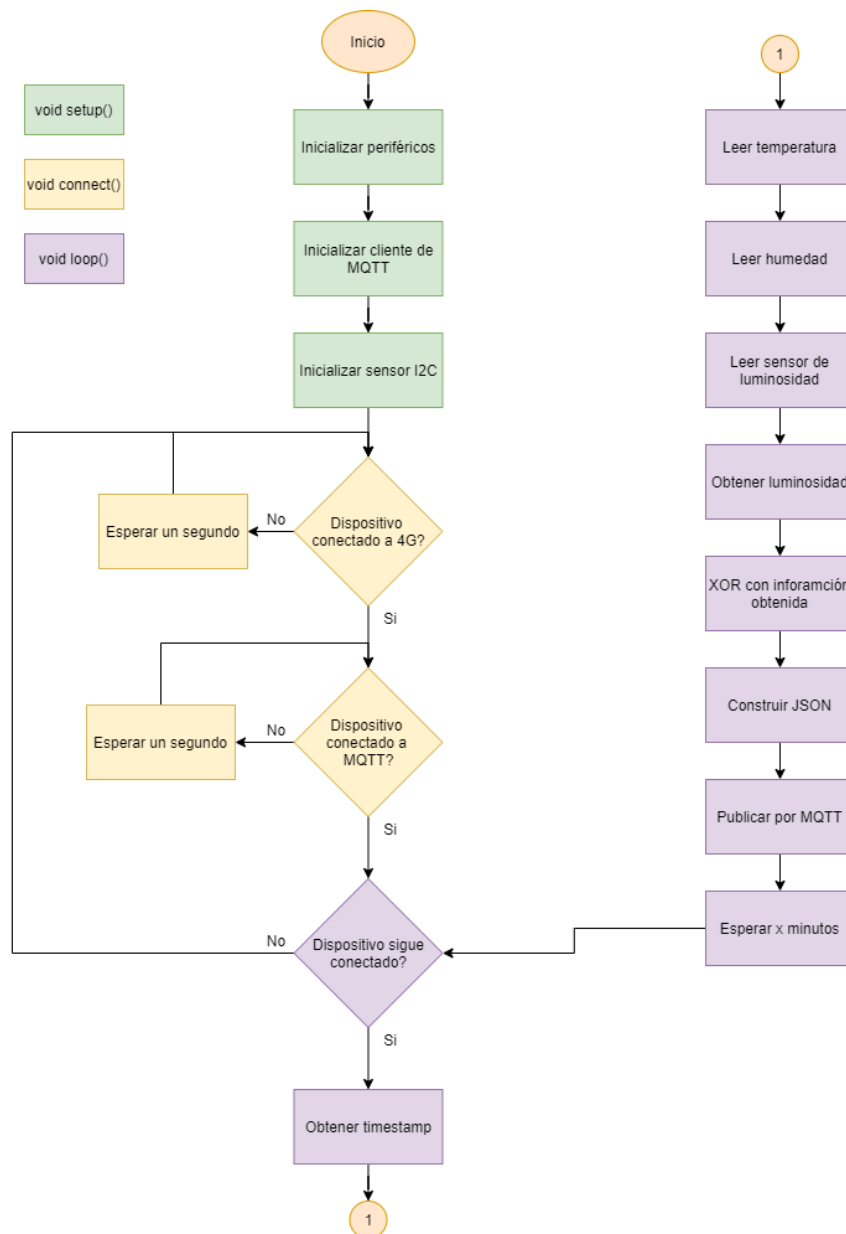 Inicio
void setup()
void connect()
void loop()
Inicializar periféricos
Inicializar cliente de
MQTT
Inicializar sensor I2C
Dispositivo
conectado a 4G?
No
Esperar un segundo
Si
Dispositivo
conectado a
MQTT?
No
Esperar un segundo
Si
Dispositivo sigue
conectado?
No
Si
Obtener timestamp
1
1
Leer temperatura
Leer humedad
Leer sensor de
luminosidad
Obtener luminosidad
XOR con inforamción
obtenida
Construir JSON
Publicar por MQTT
Esperar x minutos